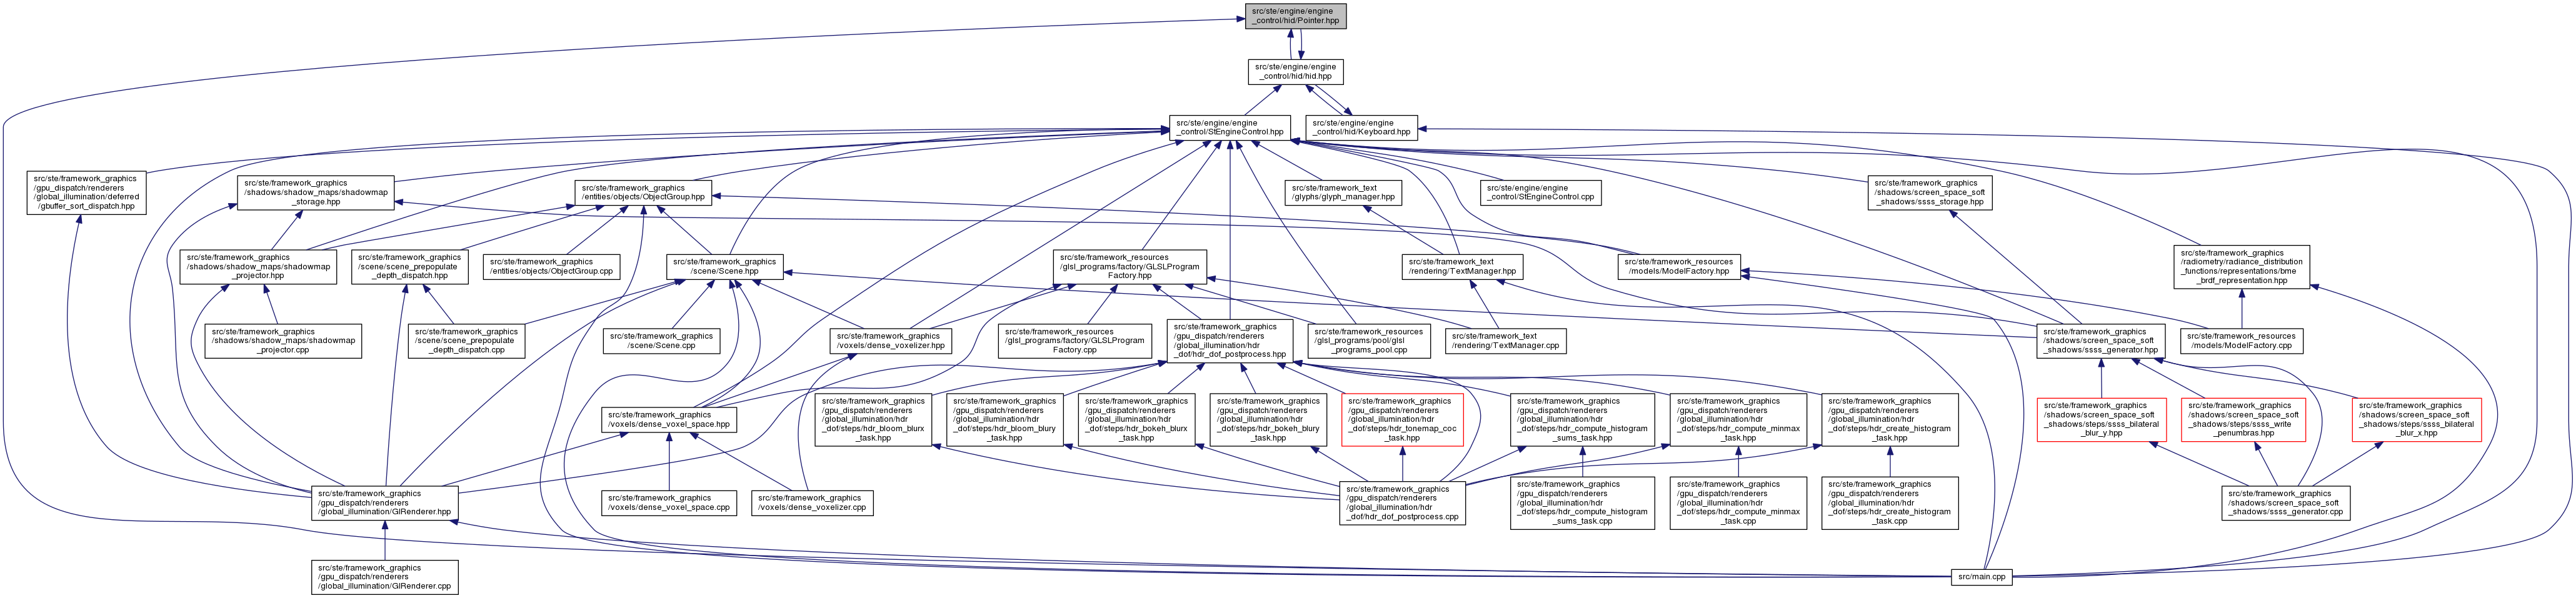 src/ste/engine/engine
_control/hid/Pointer.hpp
src/ste/engine/engine
_control/hid/hid.hpp
src/ste/engine/engine
_control/StEngineControl.hpp
src/ste/engine/engine
_control/hid/Keyboard.hpp
src/ste/framework_graphics
/gpu_dispatch/renderers
/global_illumination/deferred
/gbuffer_sort_dispatch.hpp
src/ste/framework_graphics
/shadows/shadow_maps/shadowmap
_storage.hpp
src/ste/framework_graphics
/entities/objects/ObjectGroup.hpp
src/ste/framework_text
/glyphs/glyph_manager.hpp
src/ste/engine/engine
_control/StEngineControl.cpp
src/ste/framework_graphics
/shadows/screen_space_soft
_shadows/ssss_storage.hpp
src/ste/framework_graphics
/shadows/shadow_maps/shadowmap
_projector.hpp
src/ste/framework_graphics
/scene/scene_prepopulate
_depth_dispatch.hpp
src/ste/framework_graphics
/entities/objects/ObjectGroup.cpp
src/ste/framework_graphics
/scene/Scene.hpp
src/ste/framework_resources
/glsl_programs/factory/GLSLProgram
Factory.hpp
src/ste/framework_text
/rendering/TextManager.hpp
src/ste/framework_resources
/models/ModelFactory.hpp
src/ste/framework_graphics
/radiometry/radiance_distribution
_functions/representations/bme
_brdf_representation.hpp
src/ste/framework_graphics
/shadows/shadow_maps/shadowmap
_projector.cpp
src/ste/framework_graphics
/scene/scene_prepopulate
_depth_dispatch.cpp
src/ste/framework_graphics
/scene/Scene.cpp
src/ste/framework_graphics
/voxels/dense_voxelizer.hpp
src/ste/framework_resources
/glsl_programs/factory/GLSLProgram
Factory.cpp
src/ste/framework_graphics
/gpu_dispatch/renderers
/global_illumination/hdr
_dof/hdr_dof_postprocess.hpp
src/ste/framework_resources
/glsl_programs/pool/glsl
_programs_pool.cpp
src/ste/framework_text
/rendering/TextManager.cpp
src/ste/framework_graphics
/shadows/screen_space_soft
_shadows/ssss_generator.hpp
src/ste/framework_resources
/models/ModelFactory.cpp
src/ste/framework_graphics
/voxels/dense_voxel_space.hpp
src/ste/framework_graphics
/gpu_dispatch/renderers
/global_illumination/hdr
_dof/steps/hdr_bloom_blurx
_task.hpp
src/ste/framework_graphics
/gpu_dispatch/renderers
/global_illumination/hdr
_dof/steps/hdr_bloom_blury
_task.hpp
src/ste/framework_graphics
/gpu_dispatch/renderers
/global_illumination/hdr
_dof/steps/hdr_bokeh_blurx
_task.hpp
src/ste/framework_graphics
/gpu_dispatch/renderers
/global_illumination/hdr
_dof/steps/hdr_bokeh_blury
_task.hpp
src/ste/framework_graphics
/gpu_dispatch/renderers
/global_illumination/hdr
_dof/steps/hdr_tonemap_coc
_task.hpp
src/ste/framework_graphics
/gpu_dispatch/renderers
/global_illumination/hdr
_dof/steps/hdr_compute_histogram
_sums_task.hpp
src/ste/framework_graphics
/gpu_dispatch/renderers
/global_illumination/hdr
_dof/steps/hdr_compute_minmax
_task.hpp
src/ste/framework_graphics
/gpu_dispatch/renderers
/global_illumination/hdr
_dof/steps/hdr_create_histogram
_task.hpp
src/ste/framework_graphics
/shadows/screen_space_soft
_shadows/steps/ssss_bilateral
_blur_y.hpp
src/ste/framework_graphics
/shadows/screen_space_soft
_shadows/steps/ssss_write
_penumbras.hpp
src/ste/framework_graphics
/shadows/screen_space_soft
_shadows/steps/ssss_bilateral
_blur_x.hpp
src/ste/framework_graphics
/gpu_dispatch/renderers
/global_illumination/GIRenderer.hpp
src/ste/framework_graphics
/voxels/dense_voxel_space.cpp
src/ste/framework_graphics
/voxels/dense_voxelizer.cpp
src/ste/framework_graphics
/gpu_dispatch/renderers
/global_illumination/hdr
_dof/hdr_dof_postprocess.cpp
src/ste/framework_graphics
/gpu_dispatch/renderers
/global_illumination/hdr
_dof/steps/hdr_compute_histogram
_sums_task.cpp
src/ste/framework_graphics
/gpu_dispatch/renderers
/global_illumination/hdr
_dof/steps/hdr_compute_minmax
_task.cpp
src/ste/framework_graphics
/gpu_dispatch/renderers
/global_illumination/hdr
_dof/steps/hdr_create_histogram
_task.cpp
src/ste/framework_graphics
/shadows/screen_space_soft
_shadows/ssss_generator.cpp
src/ste/framework_graphics
/gpu_dispatch/renderers
/global_illumination/GIRenderer.cpp
src/main.cpp